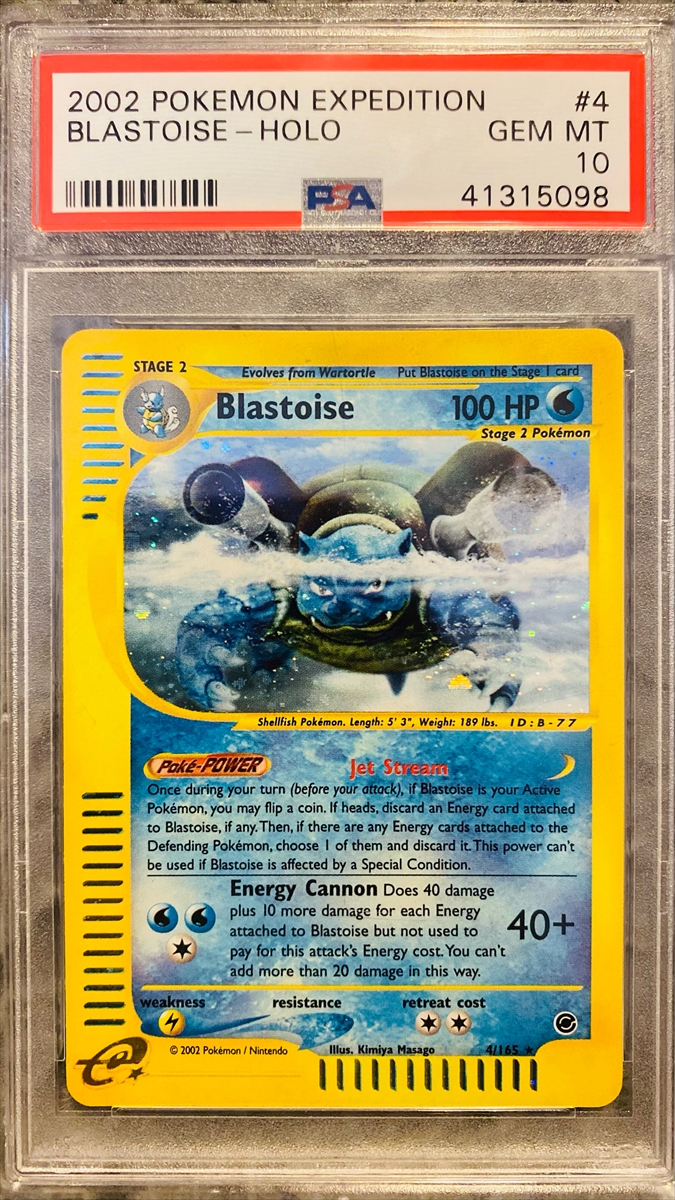 2002 POKEMON EXPEDITION #4
BLASTOISE - HOLO GEM MT
10
PSA 41315098
STAGE 2 Evolves from Wartortle Put Blastoise on the Stage 1 card
Blastoise 100 HP
Stage 2 Pokémon
Shellfish Pokémon. Length: 5' 3", Weight: 189 lbs. ID: B-77
Poké-POWER Jet Stream
Once during your turn (before your attack), if Blastoise is your Active
Pokémon, you may flip a coin. If heads, discard an Energy card attached
to Blastoise, if any. Then, if there are any Energy cards attached to the
Defending Pokémon, choose 1 of them and discard it. This power can't
be used if Blastoise is affected by a Special Condition.
Energy Cannon Does 40 damage
plus 10 more damage for each Energy
attached to Blastoise but not used to
pay for this attack's Energy cost. You can't
add more than 20 damage in this way.
40+
weakness resistance retreat cost
© 2002 Pokémon / Nintendo Illus. Kimiya Masago 4/165 ★
e